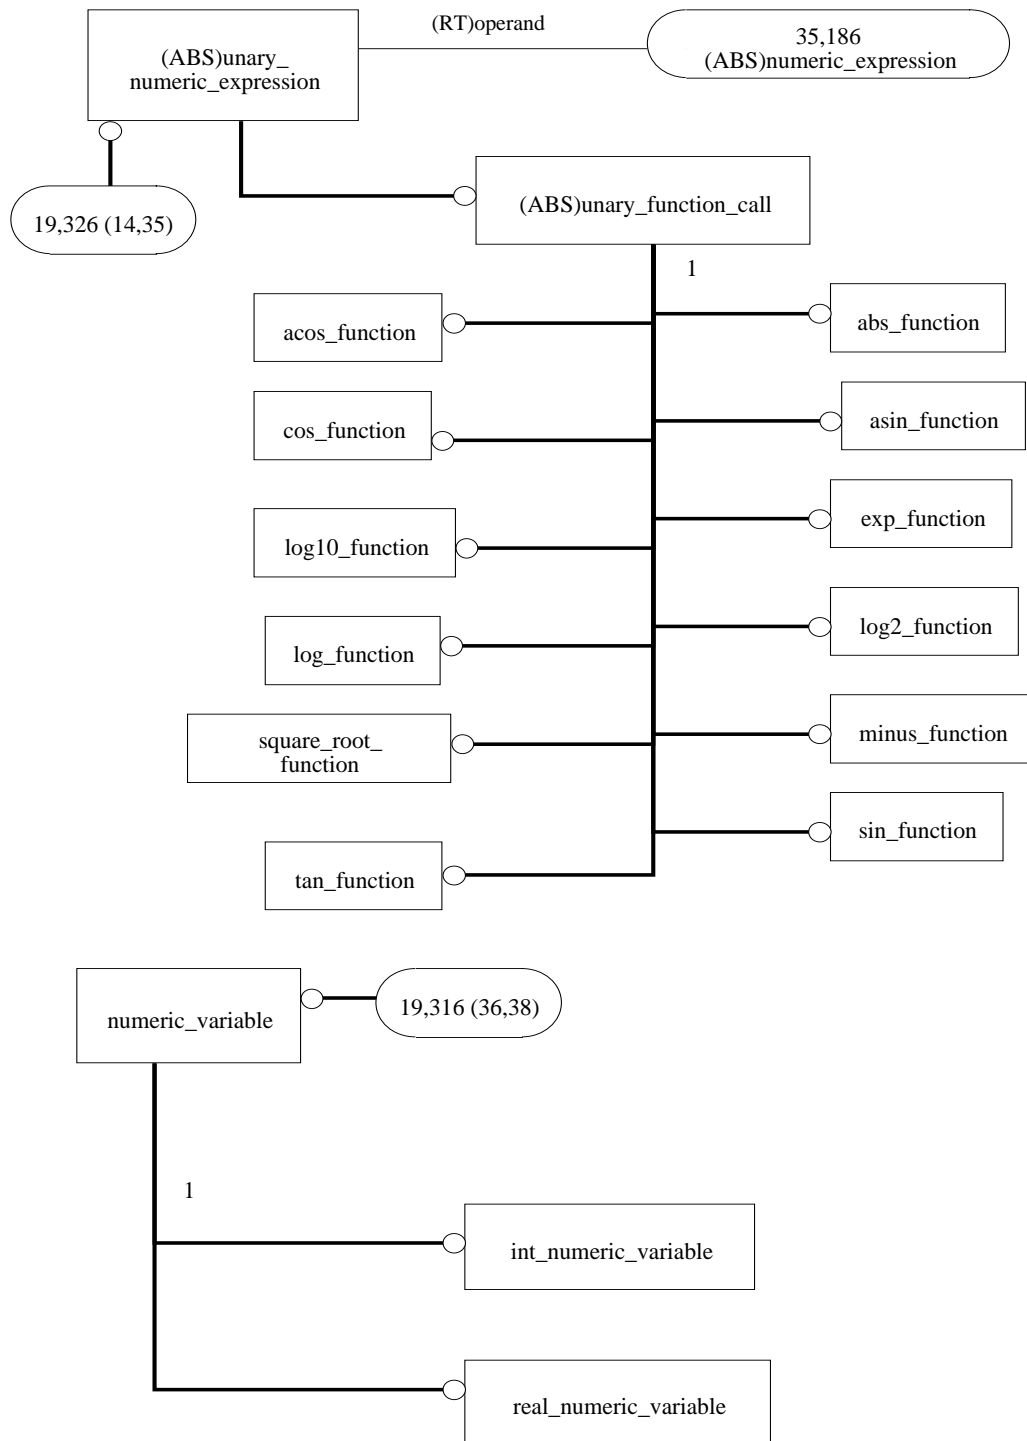 (RT)operand
(ABS)unary_
numeric_expression
35,186
(ABS)numeric_expression
19,326 (14,35)
(ABS)unary_function_call
1
acos_function
abs_function
cos_function
asin_function
log10_function
exp_function
log_function
log2_function
square_root_
function
minus_function
tan_function
sin_function
numeric_variable
19,316 (36,38)
1
int_numeric_variable
real_numeric_variable